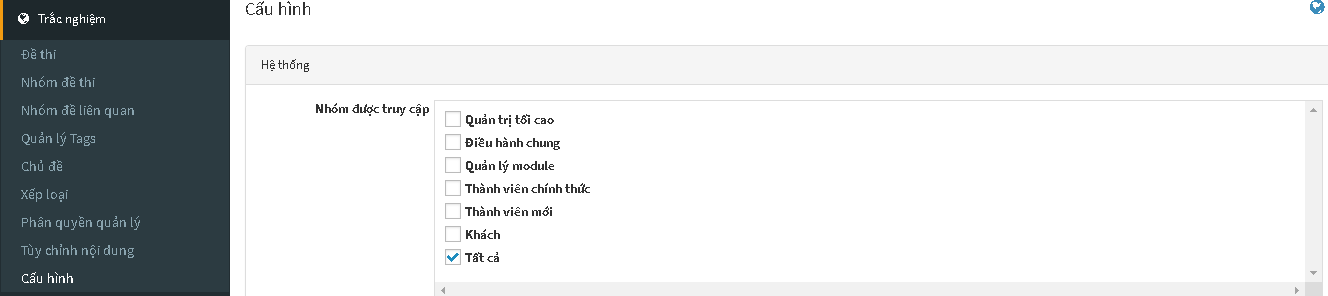 Trắc nghiệm
Đề thi
Nhóm đề thi
Nhóm đề liên quan
Quản lý Tags
Chủ đề
Xếp loại
Phân quyền quản lý
Tùy chỉnh nội dung
Cấu hình
Cấu hình
Hệ thống
Nhóm được truy cập
Quản trị tối cao
Điều hành chung
Quản lý module
Thành viên chính thức
Thành viên mới
Khách
Tất cả